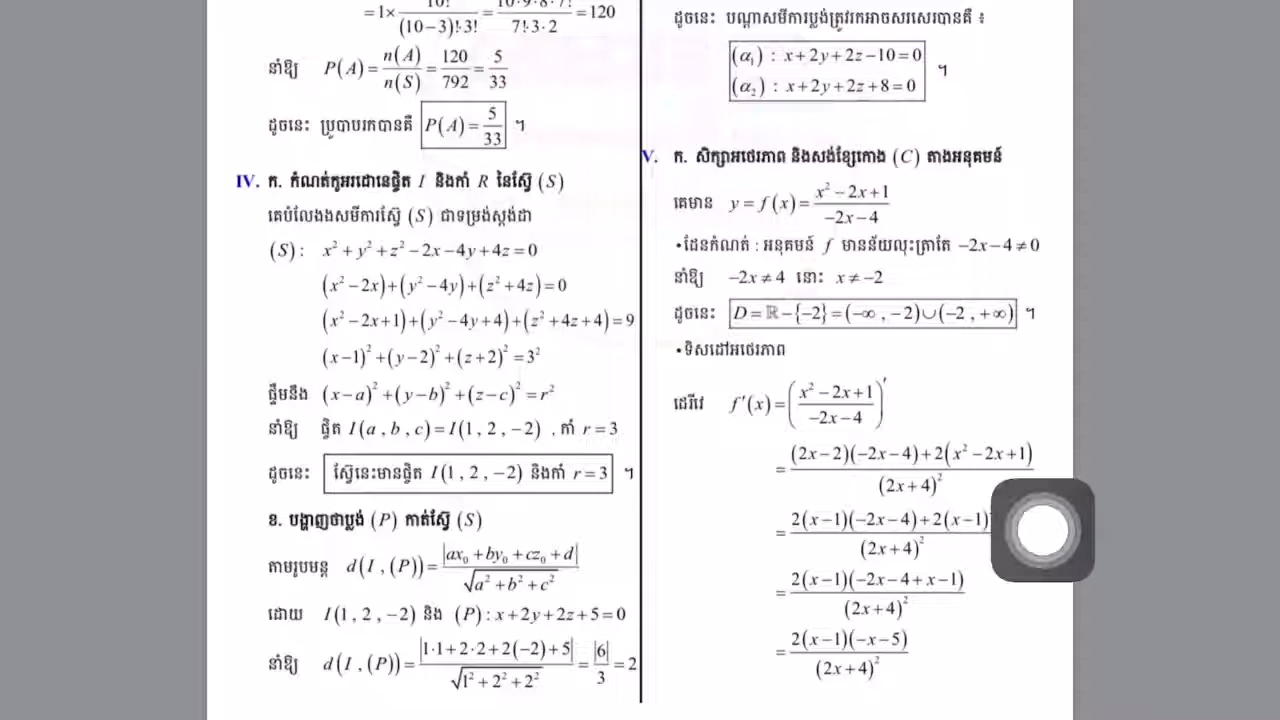 =1×10!/((10−3)!·3!)=10·9·8·7!/(7!·3·2)=120
នាំឱ្យ P(A)=n(A)/n(S)=120/792=5/33
ដូចនេះ ប្រូបាបរកបានគឺ P(A)=5/33 ។
IV. ក. កំណត់កូអរដោនេផ្ចិត I និងកាំ R នៃស្វ៊ែ (S)
គេបំលែងសមីការស្វ៊ែ (S) ជាទម្រង់ស្តង់ដា
(S): x²+y²+z²−2x−4y+4z=0
(x²−2x)+(y²−4y)+(z²+4z)=0
(x²−2x+1)+(y²−4y+4)+(z²+4z+4)=9
(x−1)²+(y−2)²+(z+2)²=3²
ផ្ទឹមនឹង (x−a)²+(y−b)²+(z−c)²=r²
នាំឱ្យ ផ្ចិត I(a,b,c)=I(1,2,−2) , កាំ r=3
ដូចនេះ ស្វ៊ែនេះមានផ្ចិត I(1,2,−2) និងកាំ r=3 ។
ខ. បង្ហាញថាប្លង់ (P) កាត់ស្វ៊ែ (S)
តាមរូបមន្ត d(I,(P))=|ax₀+by₀+cz₀+d|/√(a²+b²+c²)
ដោយ I(1,2,−2) និង (P):x+2y+2z+5=0
នាំឱ្យ d(I,(P))=|1·1+2·2+2(−2)+5|/√(1²+2²+2²)=|6|/3=2
ដូចនេះ បណ្តាសមីការប្លង់ត្រូវរកអាចសរសេរបានគឺ ៖
(α₁) : x+2y+2z−10=0
(α₂) : x+2y+2z+8=0 ។
V. ក. សិក្សាអថេរភាព និងសង់ខ្សែកោង (C) តាងអនុគមន៍
គេមាន y=f(x)=(x²−2x+1)/(−2x−4)
•ដែនកំណត់ : អនុគមន៍ f មានន័យលុះត្រាតែ −2x−4≠0
នាំឱ្យ −2x≠4 នោះ x≠−2
ដូចនេះ D=ℝ−{−2}=(−∞,−2)∪(−2,+∞) ។
•ទិសដៅអថេរភាព
ដេរីវេ f′(x)=((x²−2x+1)/(−2x−4))′
=((2x−2)(−2x−4)+2(x²−2x+1))/(2x+4)²
=(2(x−1)(−2x−4)+2(x−1)/(2x+4)²
=2(x−1)(−2x−4+x−1)/(2x+4)²
=2(x−1)(−x−5)/(2x+4)²